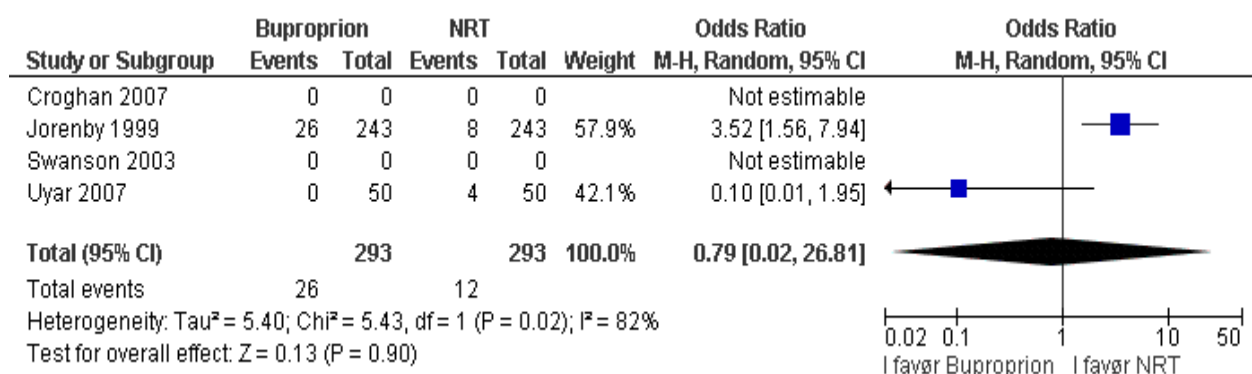 Buproprion NRT Odds Ratio Odds Ratio
Study or Subgroup Events Total Events Total Weight M-H, Random, 95% CI M-H, Random, 95% CI
Croghan 2007 0 0 0 0 Not estimable
Jorenby 1999 26 243 8 243 57.9% 3.52 [1.56, 7.94]
Swanson 2003 0 0 0 0 Not estimable
Uyar 2007 0 50 4 50 42.1% 0.10 [0.01, 1.95]
Total (95% CI) 293 293 100.0% 0.79 [0.02, 26.81]
Total events 26 12
Heterogeneity: Tau² = 5.40; Chi² = 5.43, df = 1 (P = 0.02); I² = 82%
Test for overall effect: Z = 0.13 (P = 0.90)
0.02 0.1 1 10 50
I favør Buproprion I favør NRT